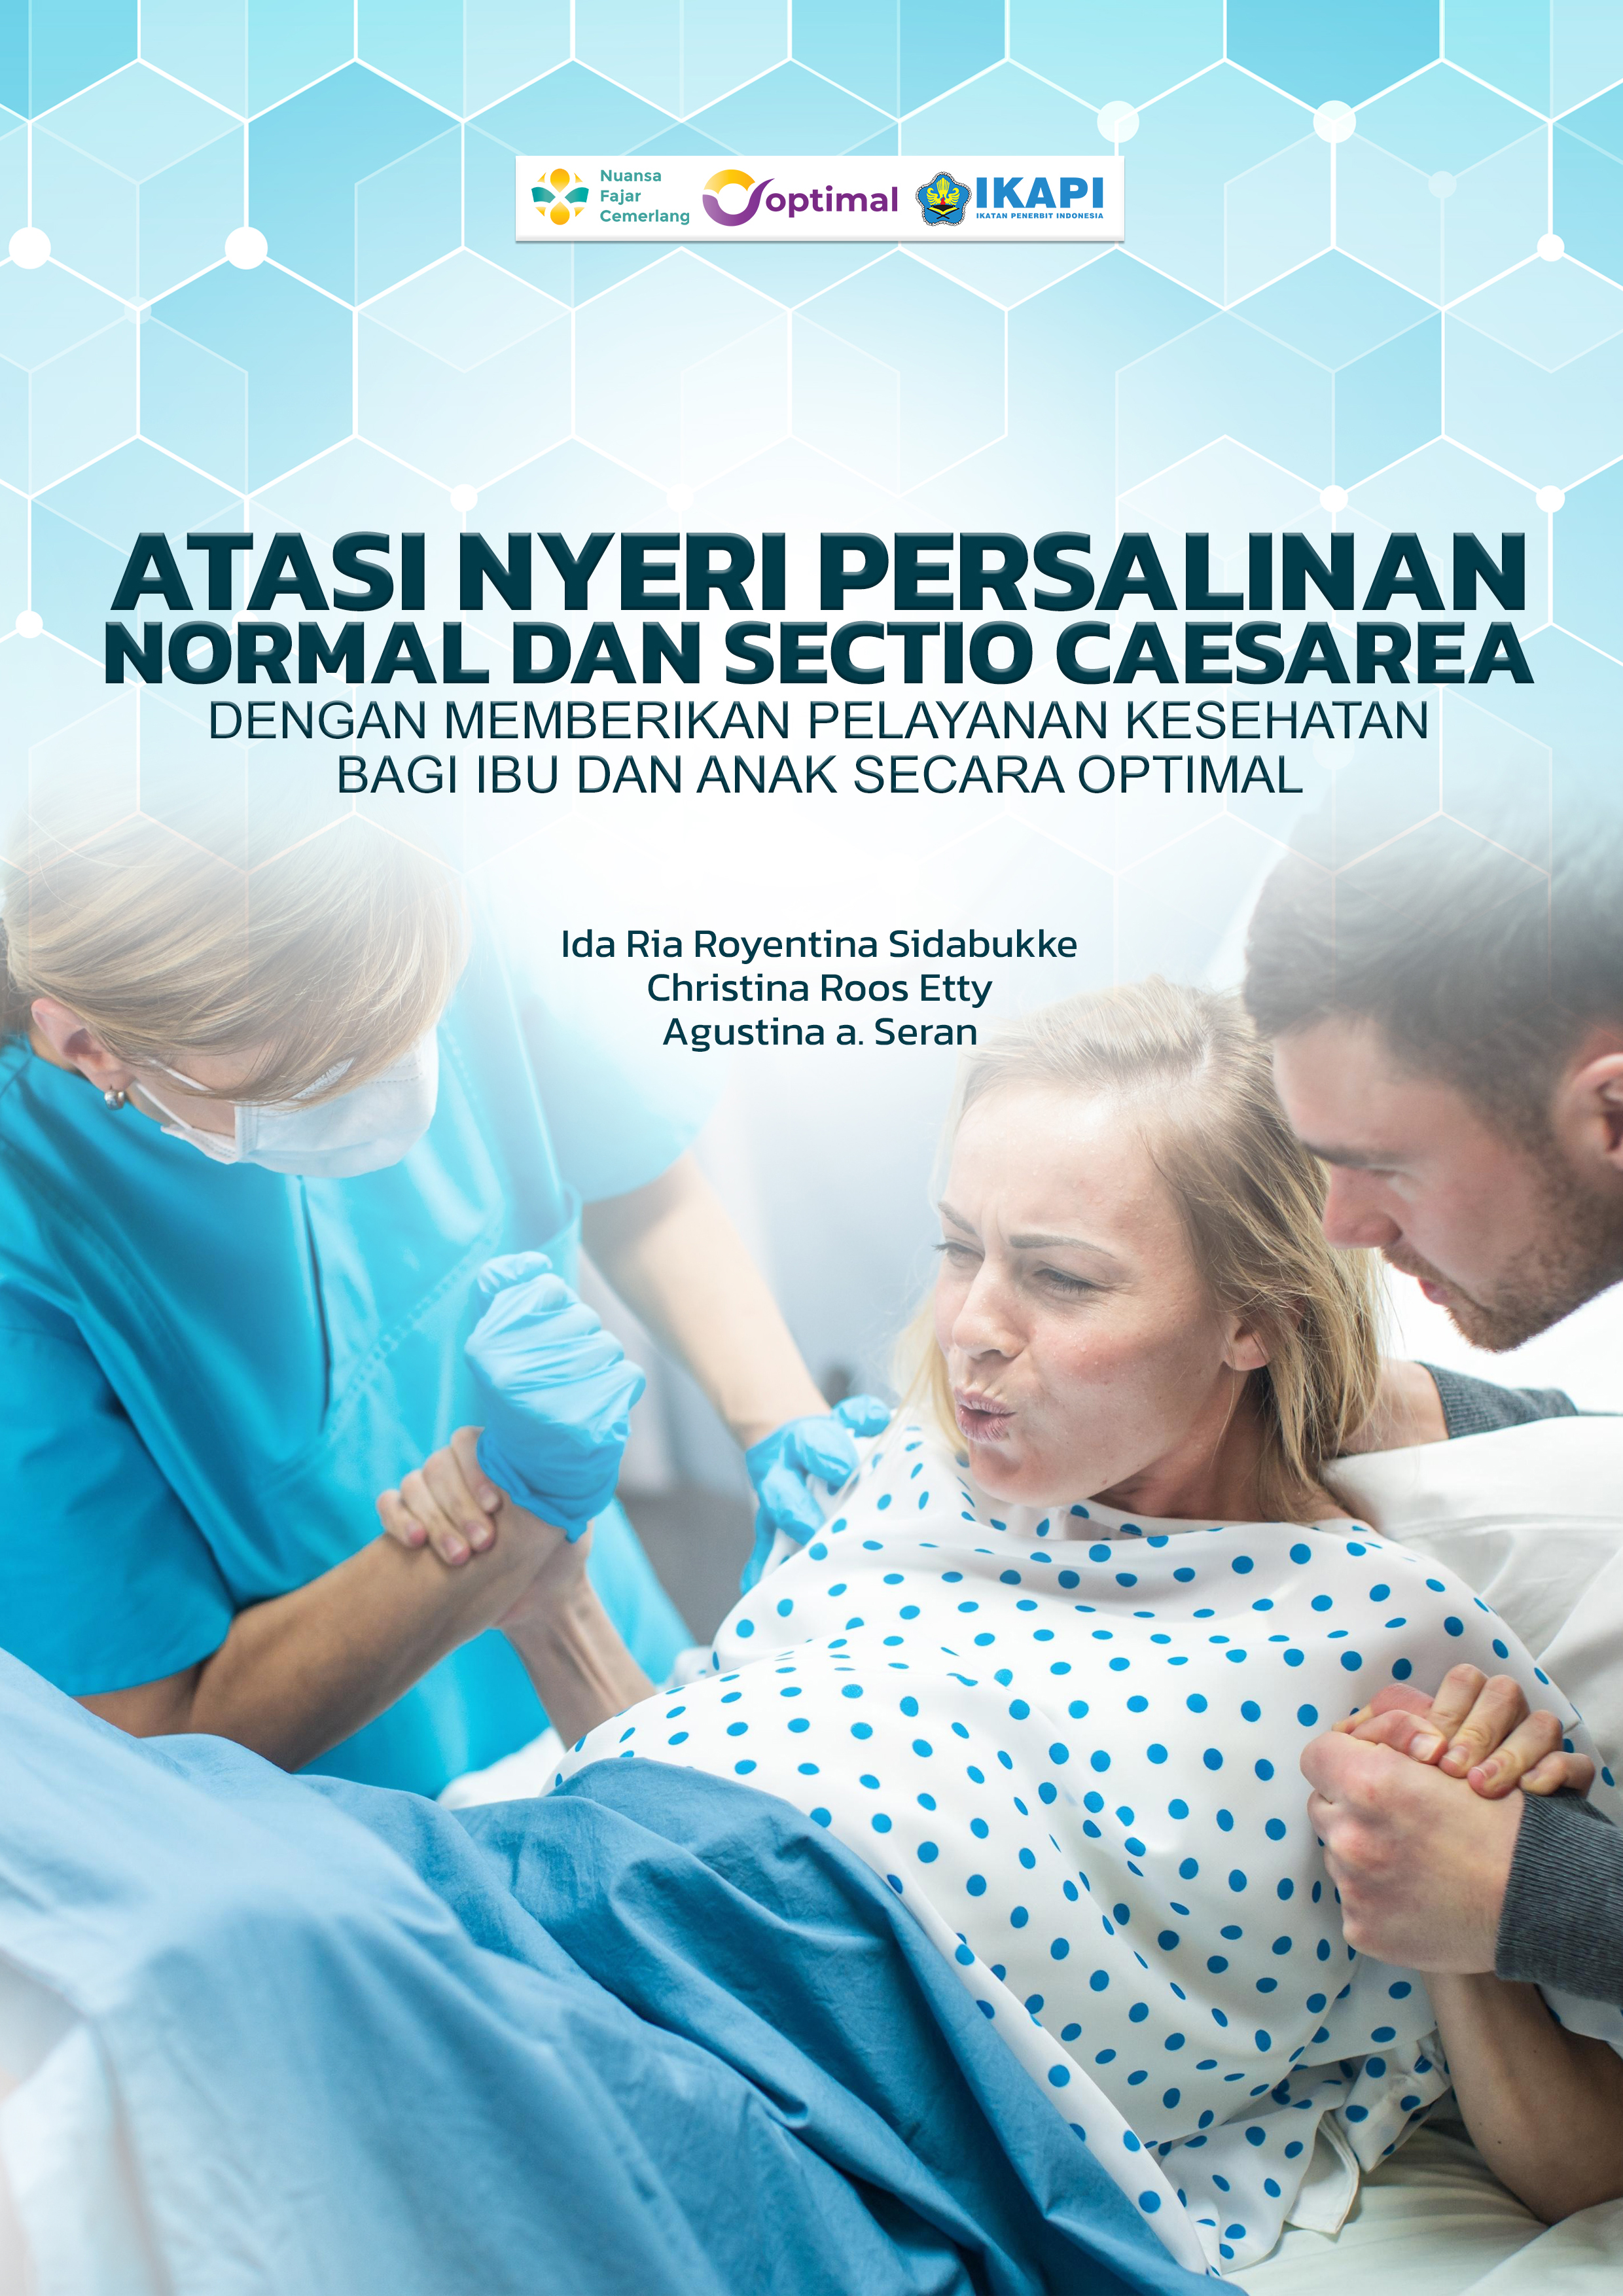 Nuansa
Fajar
Cemerlang
optimal
IKAPI
IKATAN PENERBIT INDONESIA
ATASI NYERI PERSALINAN
NORMAL DAN SECTIO CAESAREA
DENGAN MEMBERIKAN PELAYANAN KESEHATAN
BAGI IBU DAN ANAK SECARA OPTIMAL
Ida Ria Royentina Sidabukke
Christina Roos Etty
Agustina a. Seran